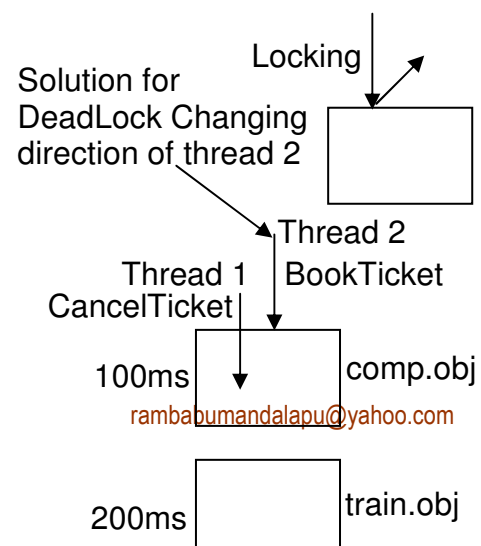 Locking
Solution for
DeadLock Changing
direction of thread 2
Thread 2
Thread 1
BookTicket
CancelTicket
100ms
comp.obj
rambabumandalapu@yahoo.com
200ms
train.obj